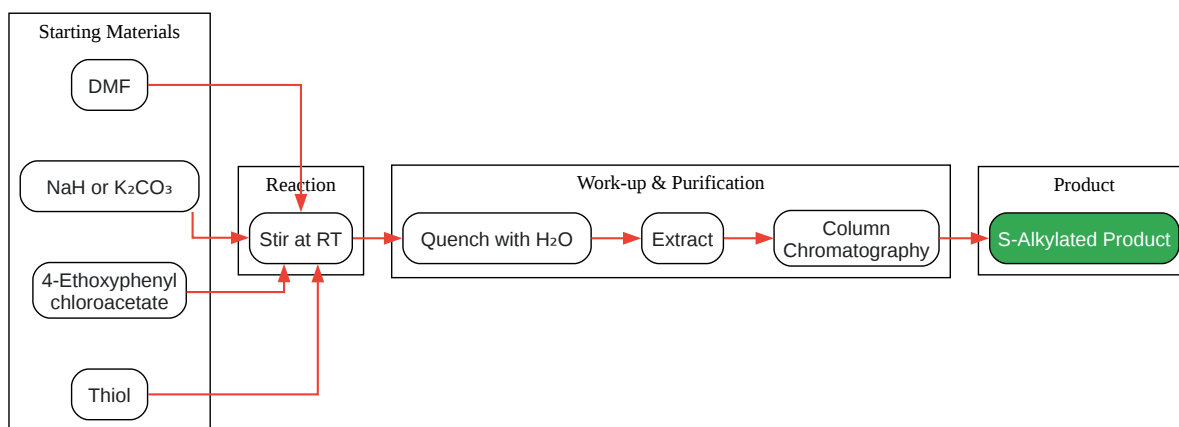 Starting Materials
DMF
NaH or K₂CO₃
4-Ethoxyphenyl
chloroacetate
Thiol
Reaction
Stir at RT
Work-up & Purification
Quench with H₂O
Extract
Column
Chromatography
Product
S-Alkylated Product